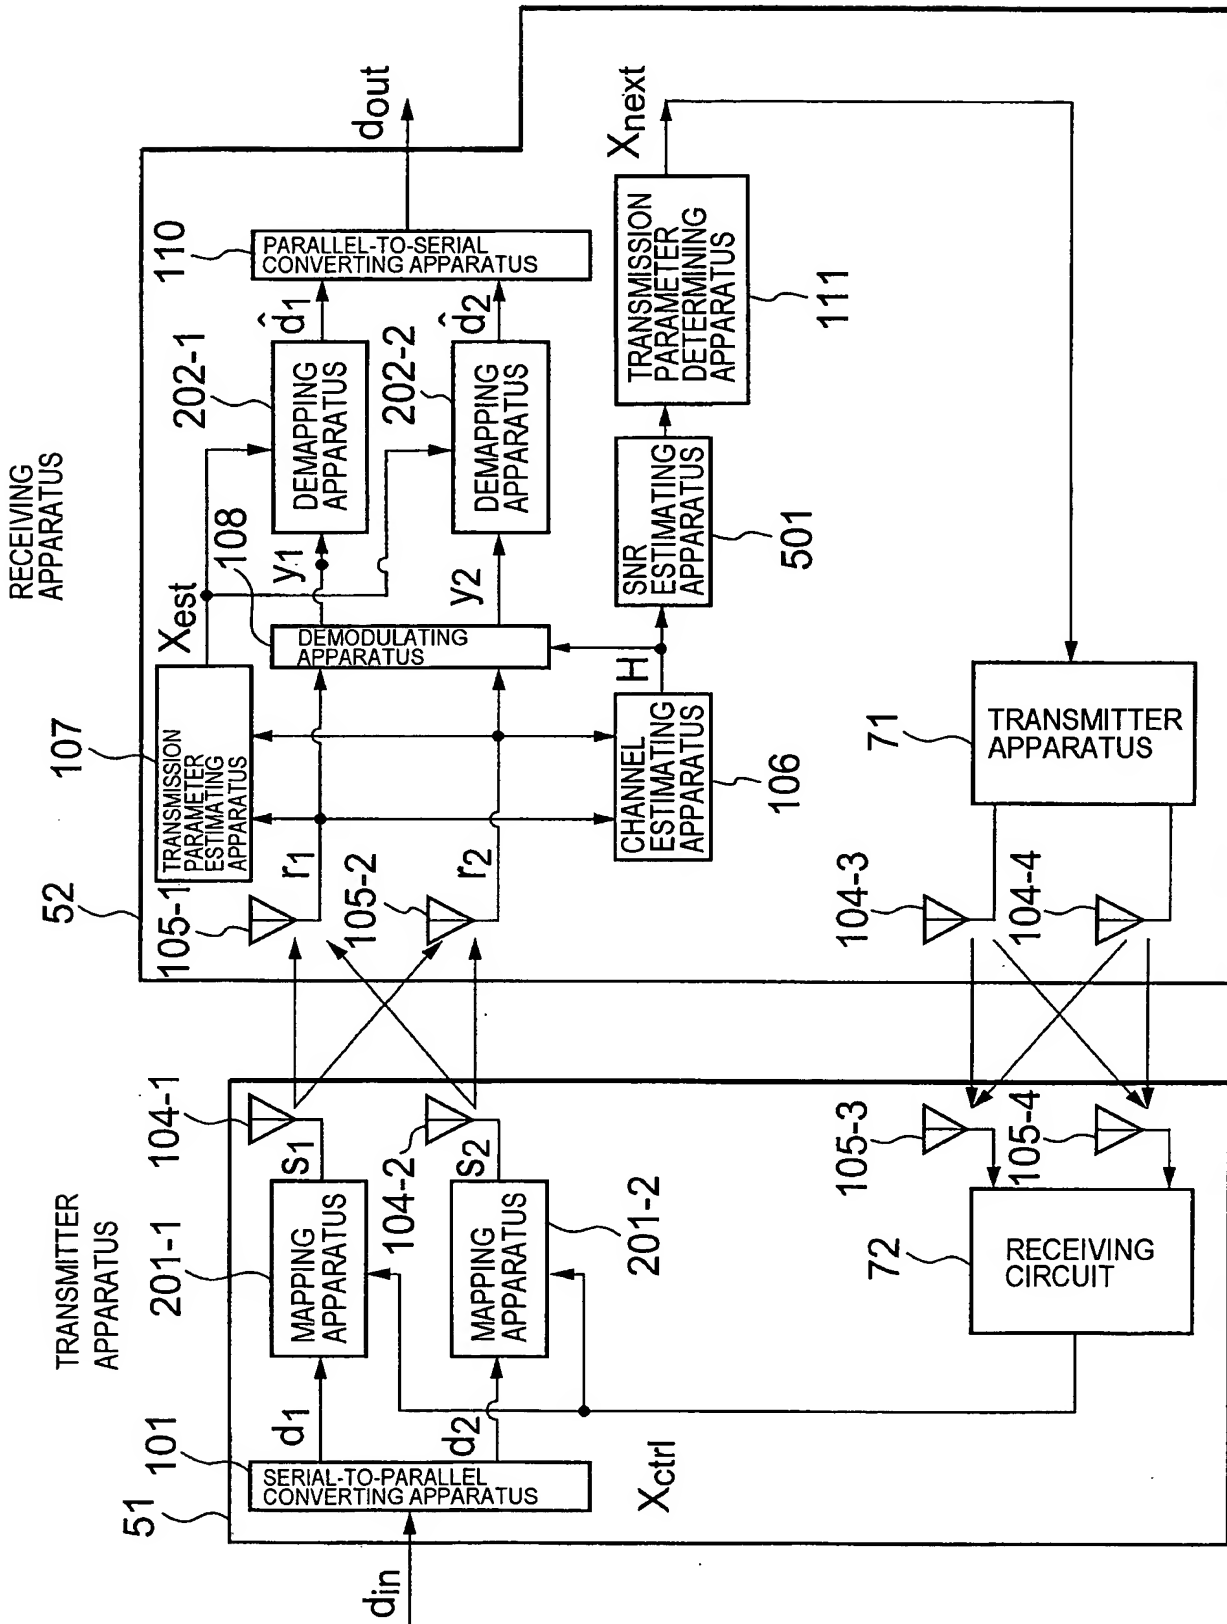 TRANSMITTER
APPARATUS
RECEIVING
APPARATUS
51
101
201-1
104-1
52
105-1
107
108
202-1
110
din
SERIAL-TO-PARALLEL
CONVERTING APPARATUS
d1
d2
MAPPING
APPARATUS
MAPPING
APPARATUS
s1
s2
104-2
201-2
Xctrl
105-2
r1
r2
TRANSMISSION
PARAMETER
ESTIMATING
APPARATUS
Xest
DEMODULATING
APPARATUS
y1
y2
DEMAPPING
APPARATUS
202-2
DEMAPPING
APPARATUS
d̂1
d̂2
PARALLEL-TO-SERIAL
CONVERTING APPARATUS
dout
CHANNEL
ESTIMATING
APPARATUS
106
H
SNR
ESTIMATING
APPARATUS
501
TRANSMISSION
PARAMETER
DETERMINING
APPARATUS
111
Xnext
72
RECEIVING
CIRCUIT
105-3
105-4
104-3
104-4
71
TRANSMITTER
APPARATUS